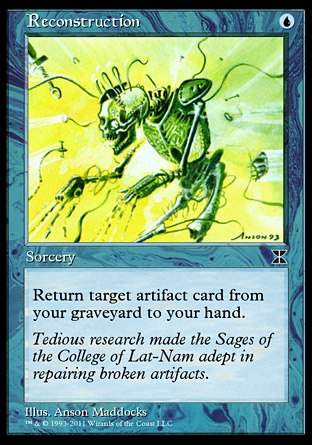 Reconstruction
ANSON 93
Sorcery
Return target artifact card from
your graveyard to your hand.
Tedious research made the Sages of
the College of Lat-Nam adept in
repairing broken artifacts.
Illus. Anson Maddocks
™ & © 1993-2011 Wizards of the Coast LLC